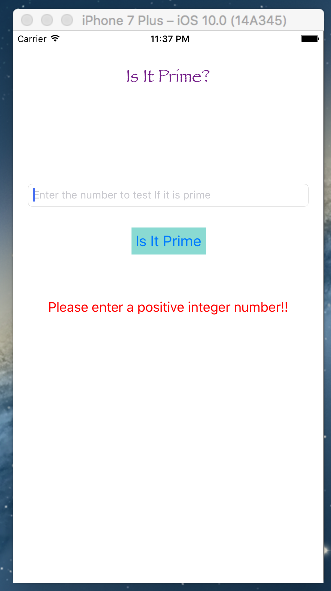 iPhone 7 Plus – iOS 10.0 (14A345)
Carrier 11:37 PM
Is It Prime?
Enter the number to test If it is prime
Is It Prime
Please enter a positive integer number!!